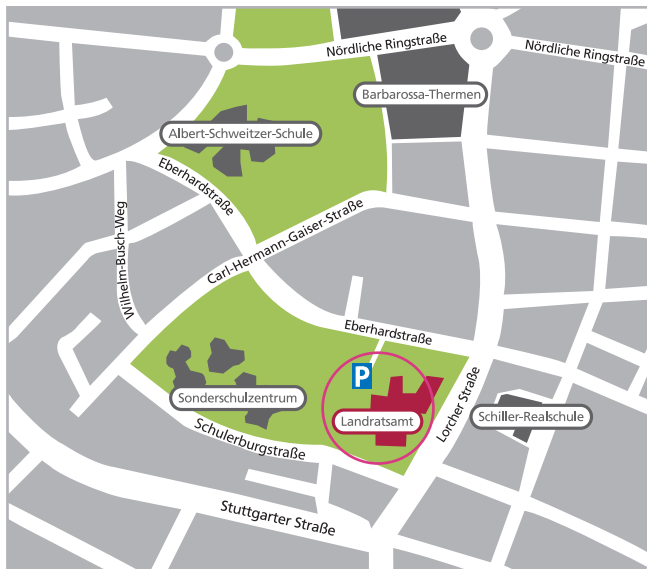 Nördliche Ringstraße
Nördliche Ringstraße
Barbarossa-Thermen
Albert-Schweitzer-Schule
Eberhardstraße
Wilhelm-Busch-Weg
Carl-Hermann-Gaiser-Straße
Eberhardstraße
P
Sonderschulzentrum
Landratsamt
Lorcher Straße
Schiller-Realschule
Schulerburgstraße
Stuttgarter Straße